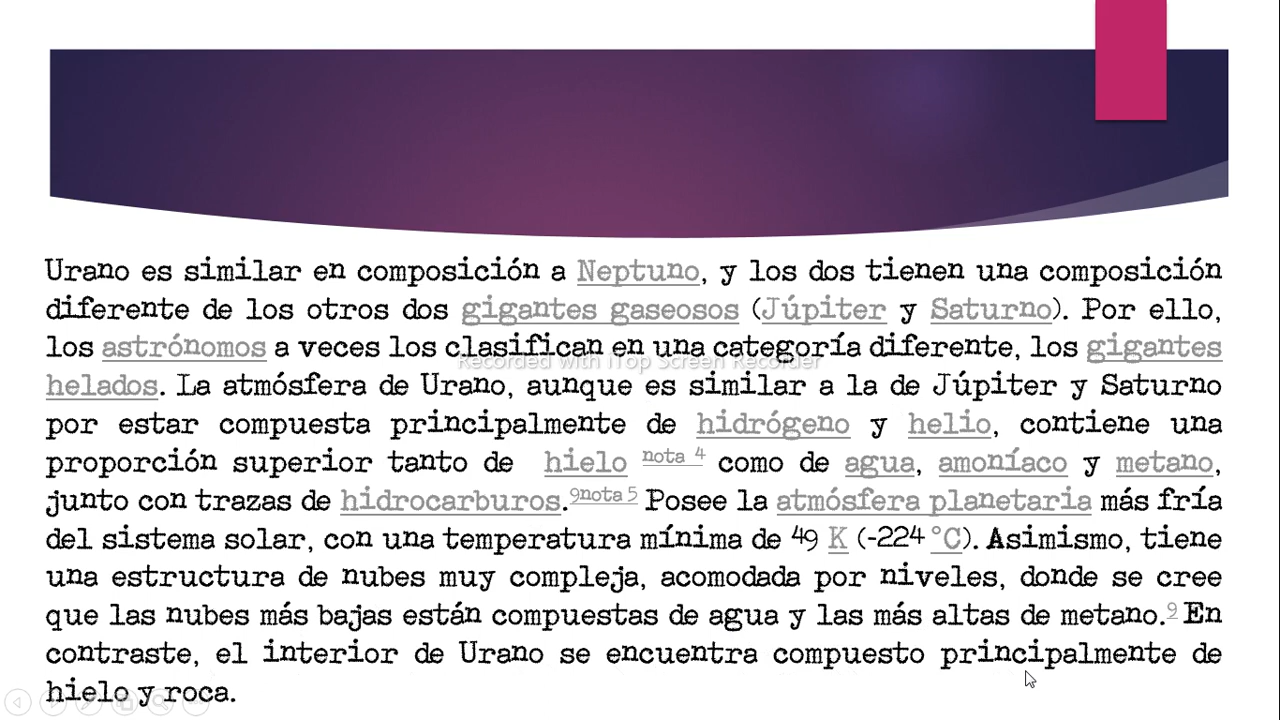 Urano es similar en composición a Neptuno, y los dos tienen una composición
diferente de los otros dos gigantes gaseosos (Júpiter y Saturno). Por ello,
los astrónomos a veces los clasifican en una categoría diferente, los gigantes
Recorded with iTop Screen Recorder
helados. La atmósfera de Urano, aunque es similar a la de Júpiter y Saturno
por estar compuesta principalmente de hidrógeno y helio, contiene una
proporción superior tanto de hielo nota 4 como de agua, amoníaco y metano,
junto con trazas de hidrocarburos.9nota 5 Posee la atmósfera planetaria más fría
del sistema solar, con una temperatura mínima de 49 K (-224 °C). Asimismo, tiene
una estructura de nubes muy compleja, acomodada por niveles, donde se cree
que las nubes más bajas están compuestas de agua y las más altas de metano.9 En
contraste, el interior de Urano se encuentra compuesto principalmente de
hielo y roca.